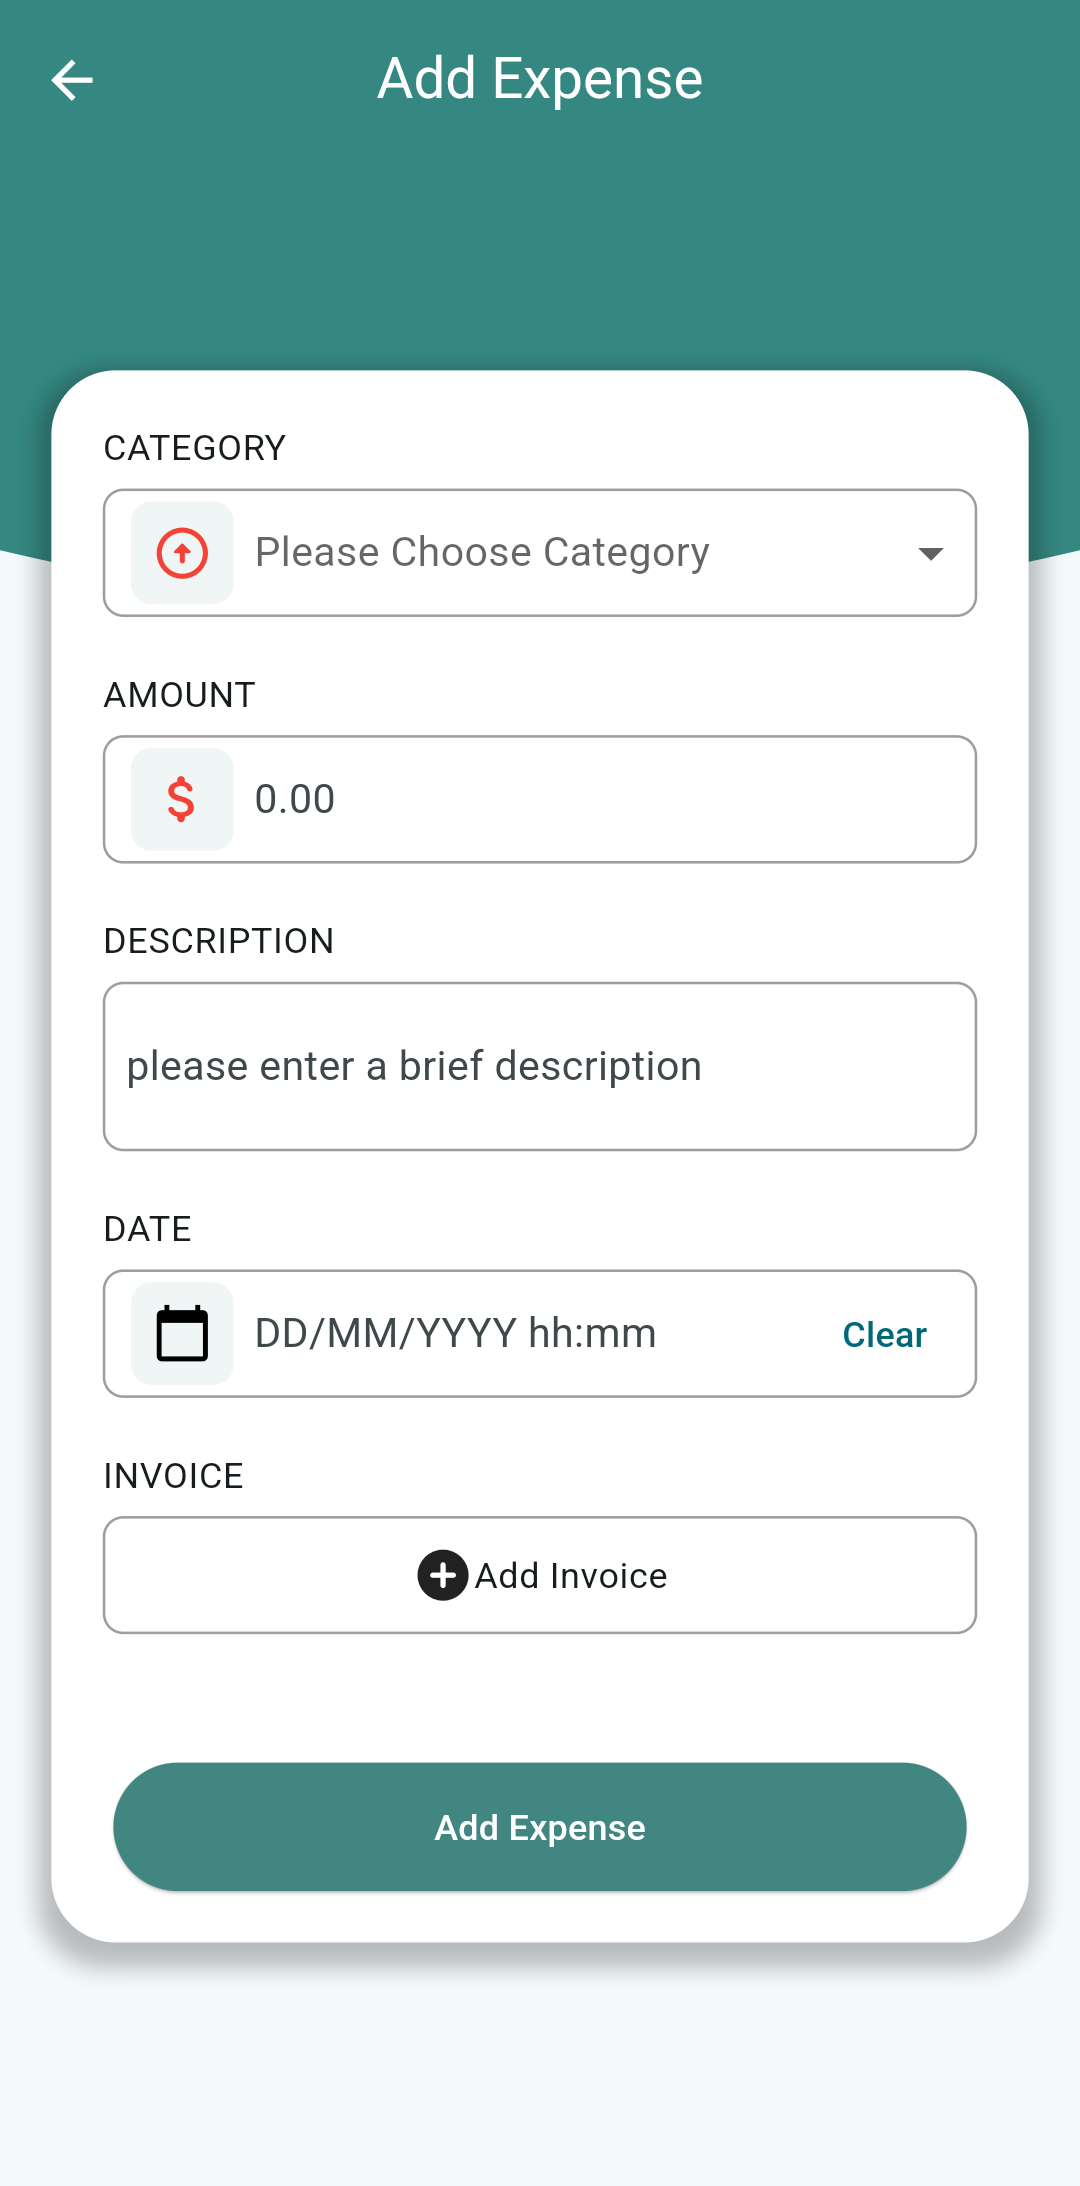 Add Expense
CATEGORY
Please Choose Category
AMOUNT
$ 0.00
DESCRIPTION
please enter a brief description
DATE
DD/MM/YYYY hh:mm Clear
INVOICE
Add Invoice
Add Expense